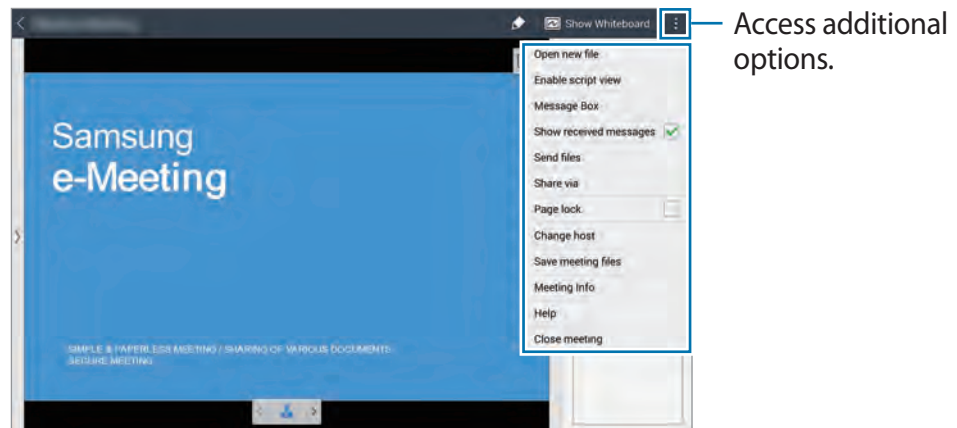 Show Whiteboard
Access additional
options.
Open new file
Enable script view
Message Box
Show received messages
Send files
Share via
Page lock
Change host
Save meeting files
Meeting Info
Help
Close meeting
Samsung
e-Meeting
SIMPLE & PAPERLESS MEETING / SHARING OF VARIOUS DOCUMENTS
SECURE MEETING